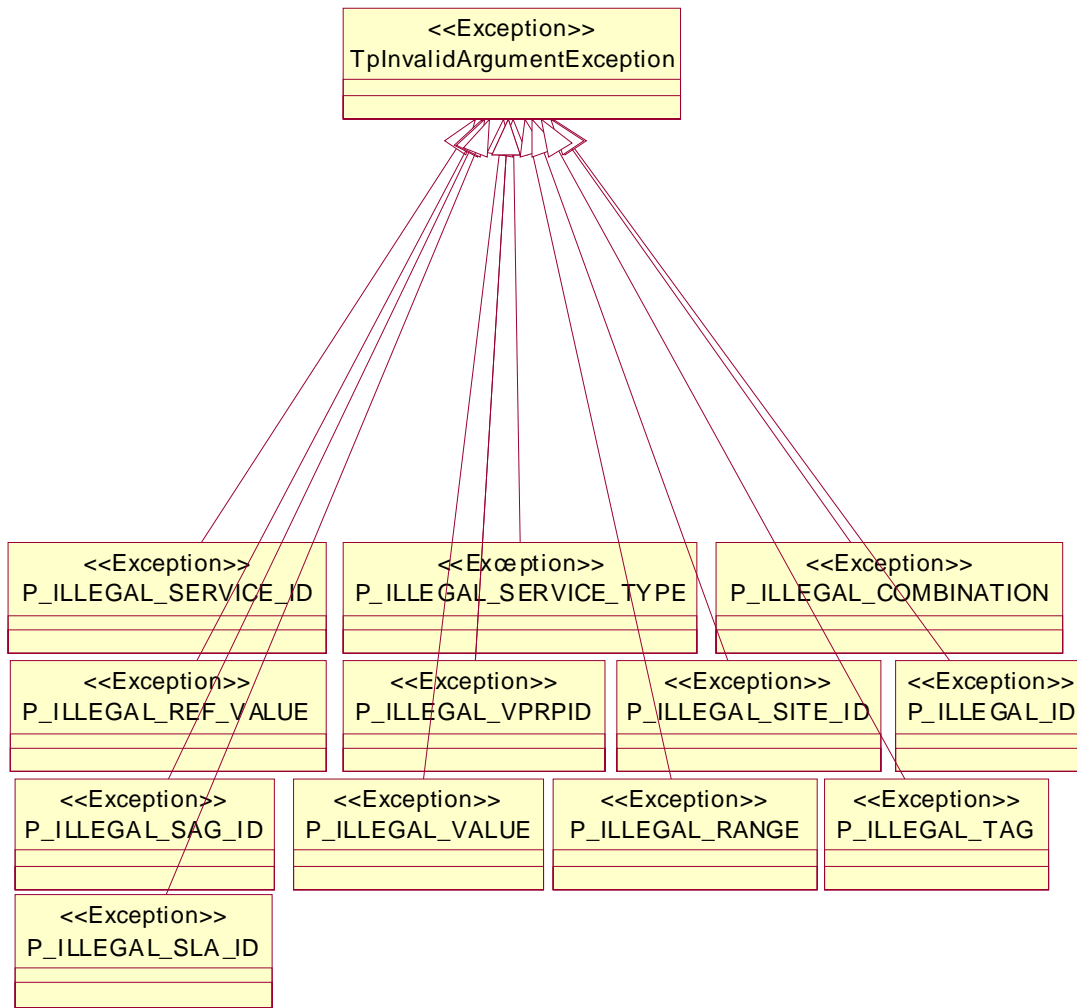 <<Exception>>
TpInvalidArgumentException
<<Exception>>
P_ILLEGAL_SERVICE_ID
<<Exception>>
P_ILLEGAL_SERVICE_TYPE
<<Exception>>
P_ILLEGAL_COMBINATION
<<Exception>>
P_ILLEGAL_REF_VALUE
<<Exception>>
P_ILLEGAL_VPRPID
<<Exception>>
P_ILLEGAL_SITE_ID
<<Exception>>
P_ILLEGAL_ID
<<Exception>>
P_ILLEGAL_SAG_ID
<<Exception>>
P_ILLEGAL_VALUE
<<Exception>>
P_ILLEGAL_RANGE
<<Exception>>
P_ILLEGAL_TAG
<<Exception>>
P_ILLEGAL_SLA_ID